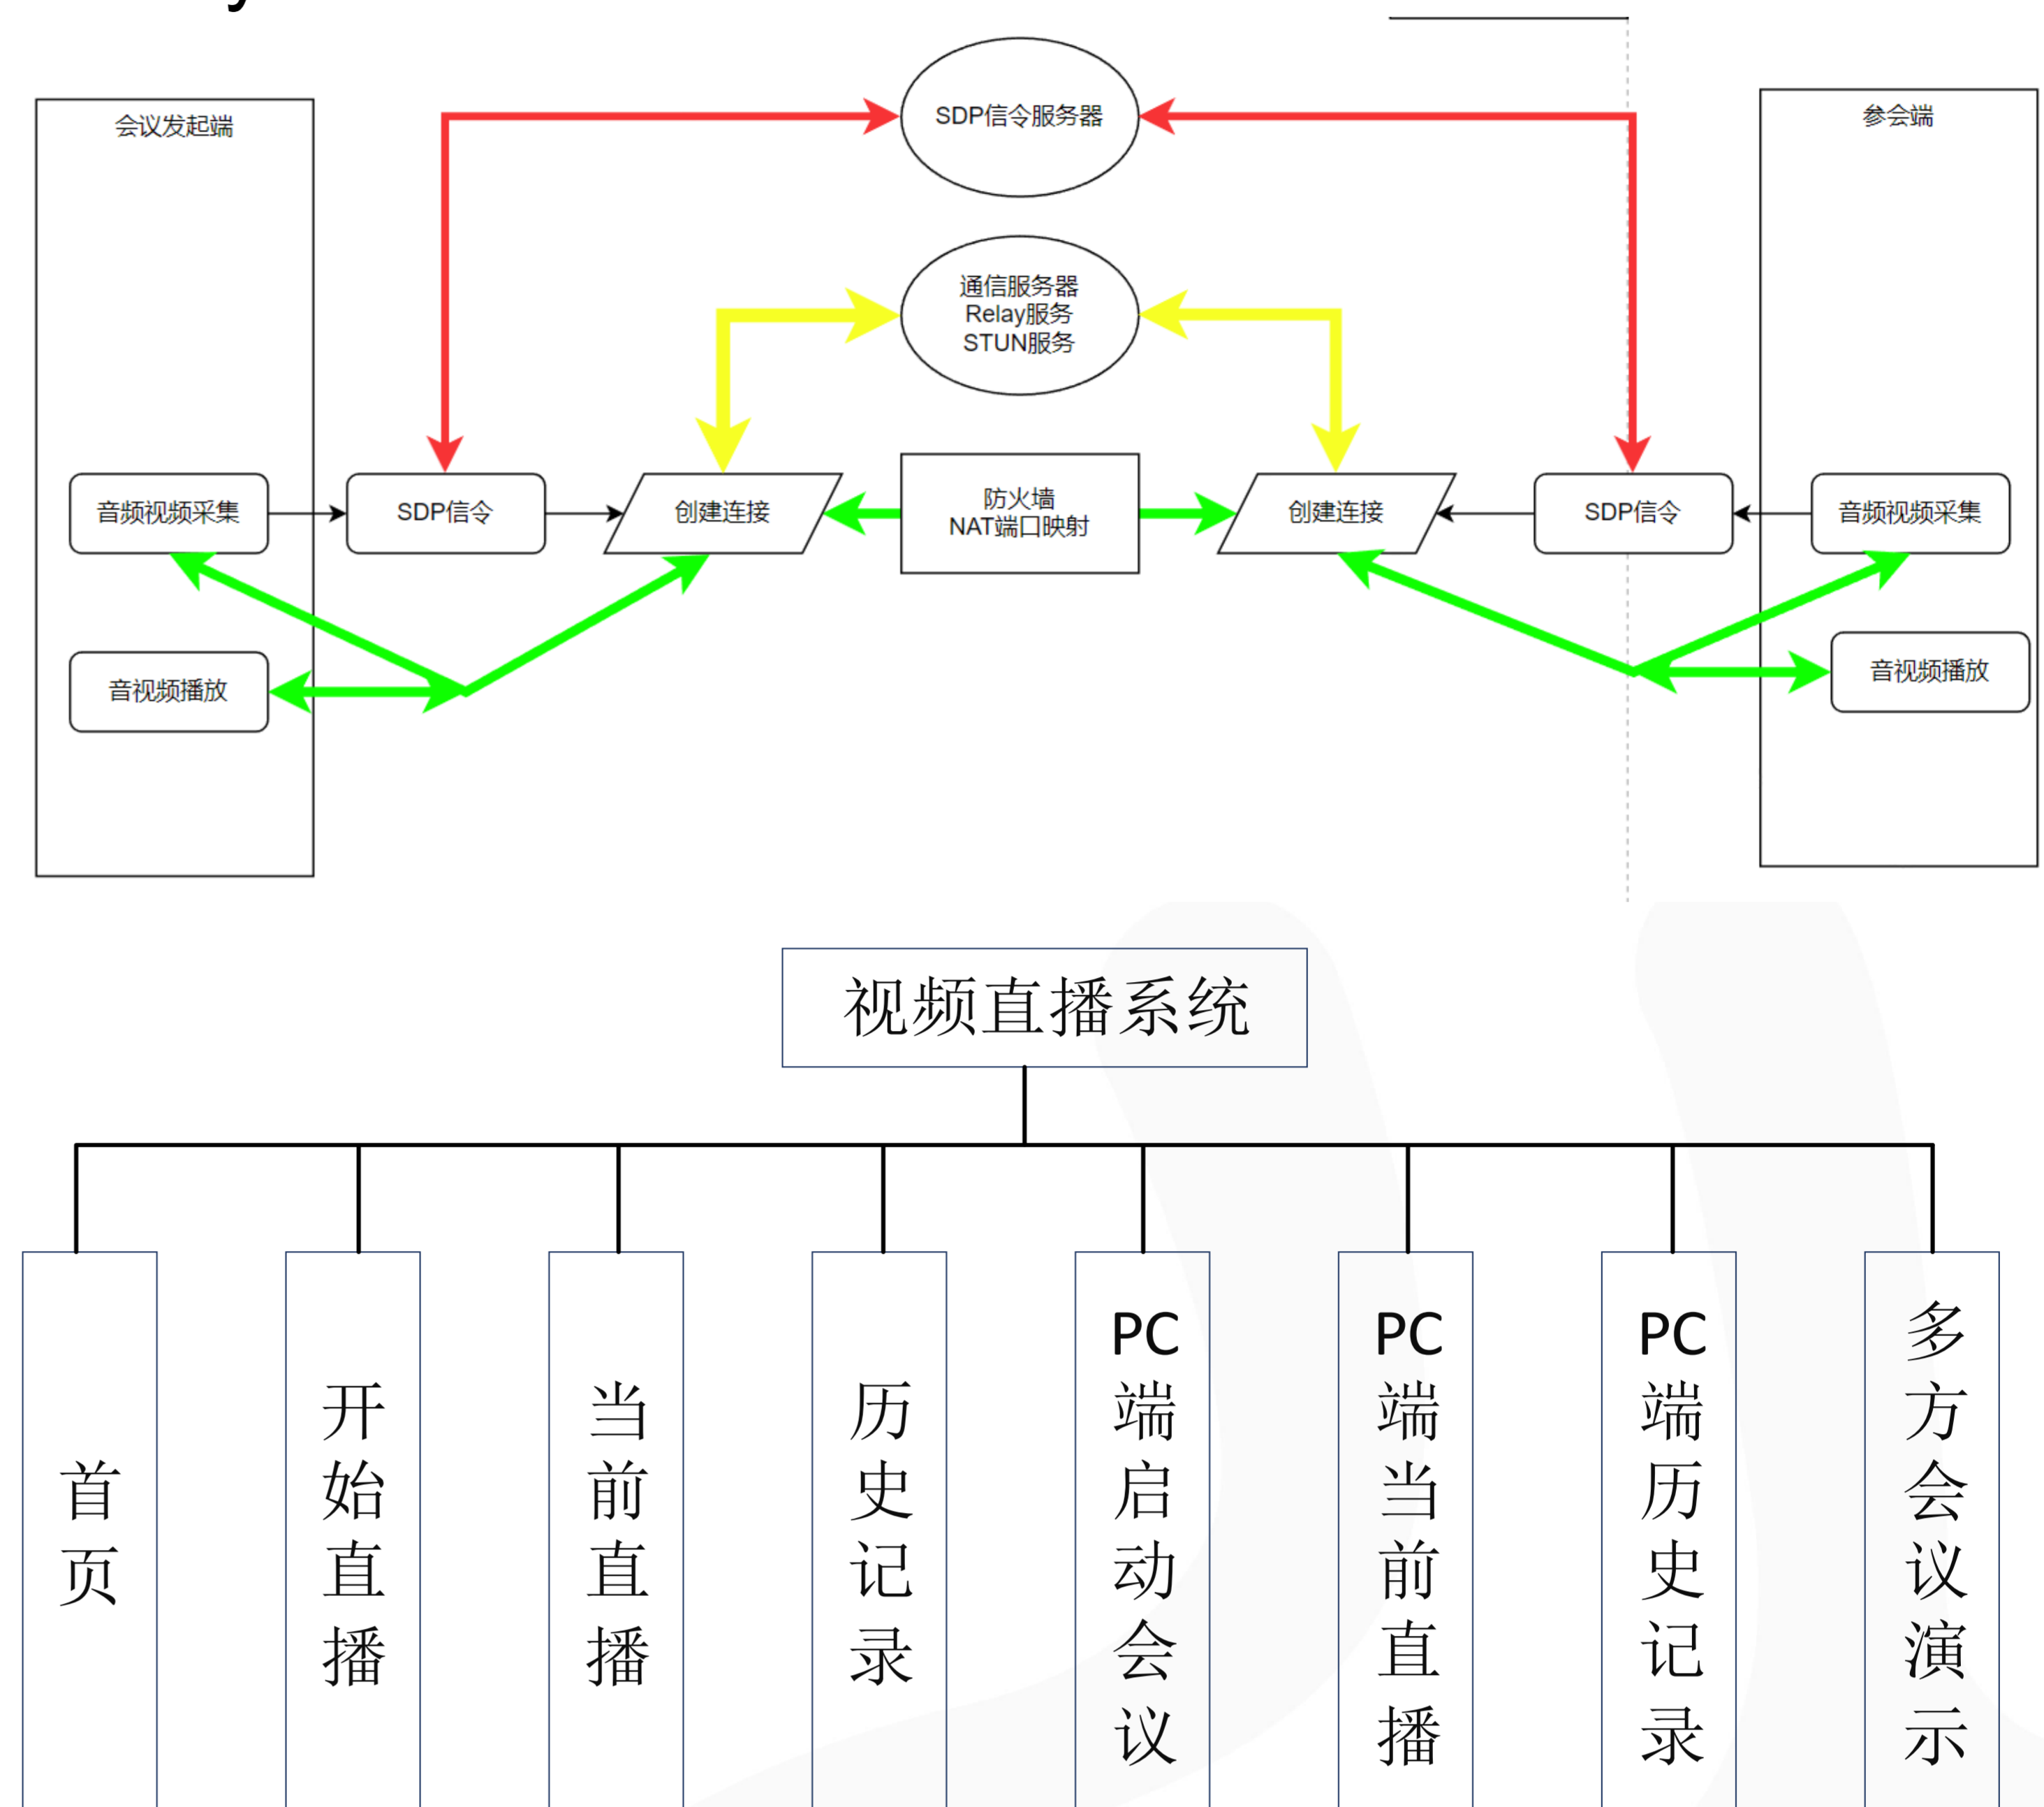 会议发起端
SDP信令服务器
参会端
通信服务器
Relay服务
STUN服务
音频视频采集
SDP信令
创建连接
防火墙
NAT端口映射
创建连接
SDP信令
音频视频采集
音视频播放
音视频播放
视频直播系统
首页
开始直播
当前直播
历史记录
PC端启动会议
PC端当前直播
PC端历史记录
多方会议演示